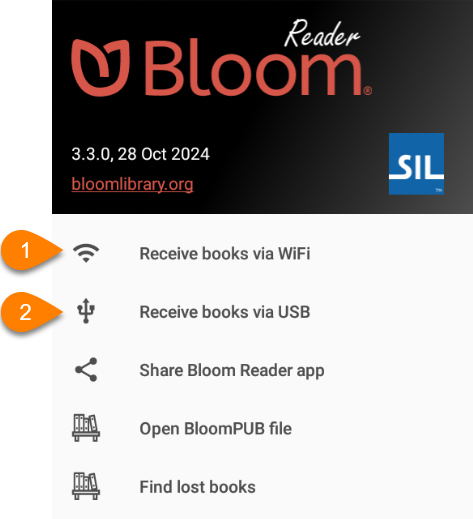 Reader
Bloom®
3.3.0, 28 Oct 2024
SIL™
bloomlibrary.org
1
Receive books via WiFi
2
Receive books via USB
Share Bloom Reader app
Open BloomPUB file
Find lost books